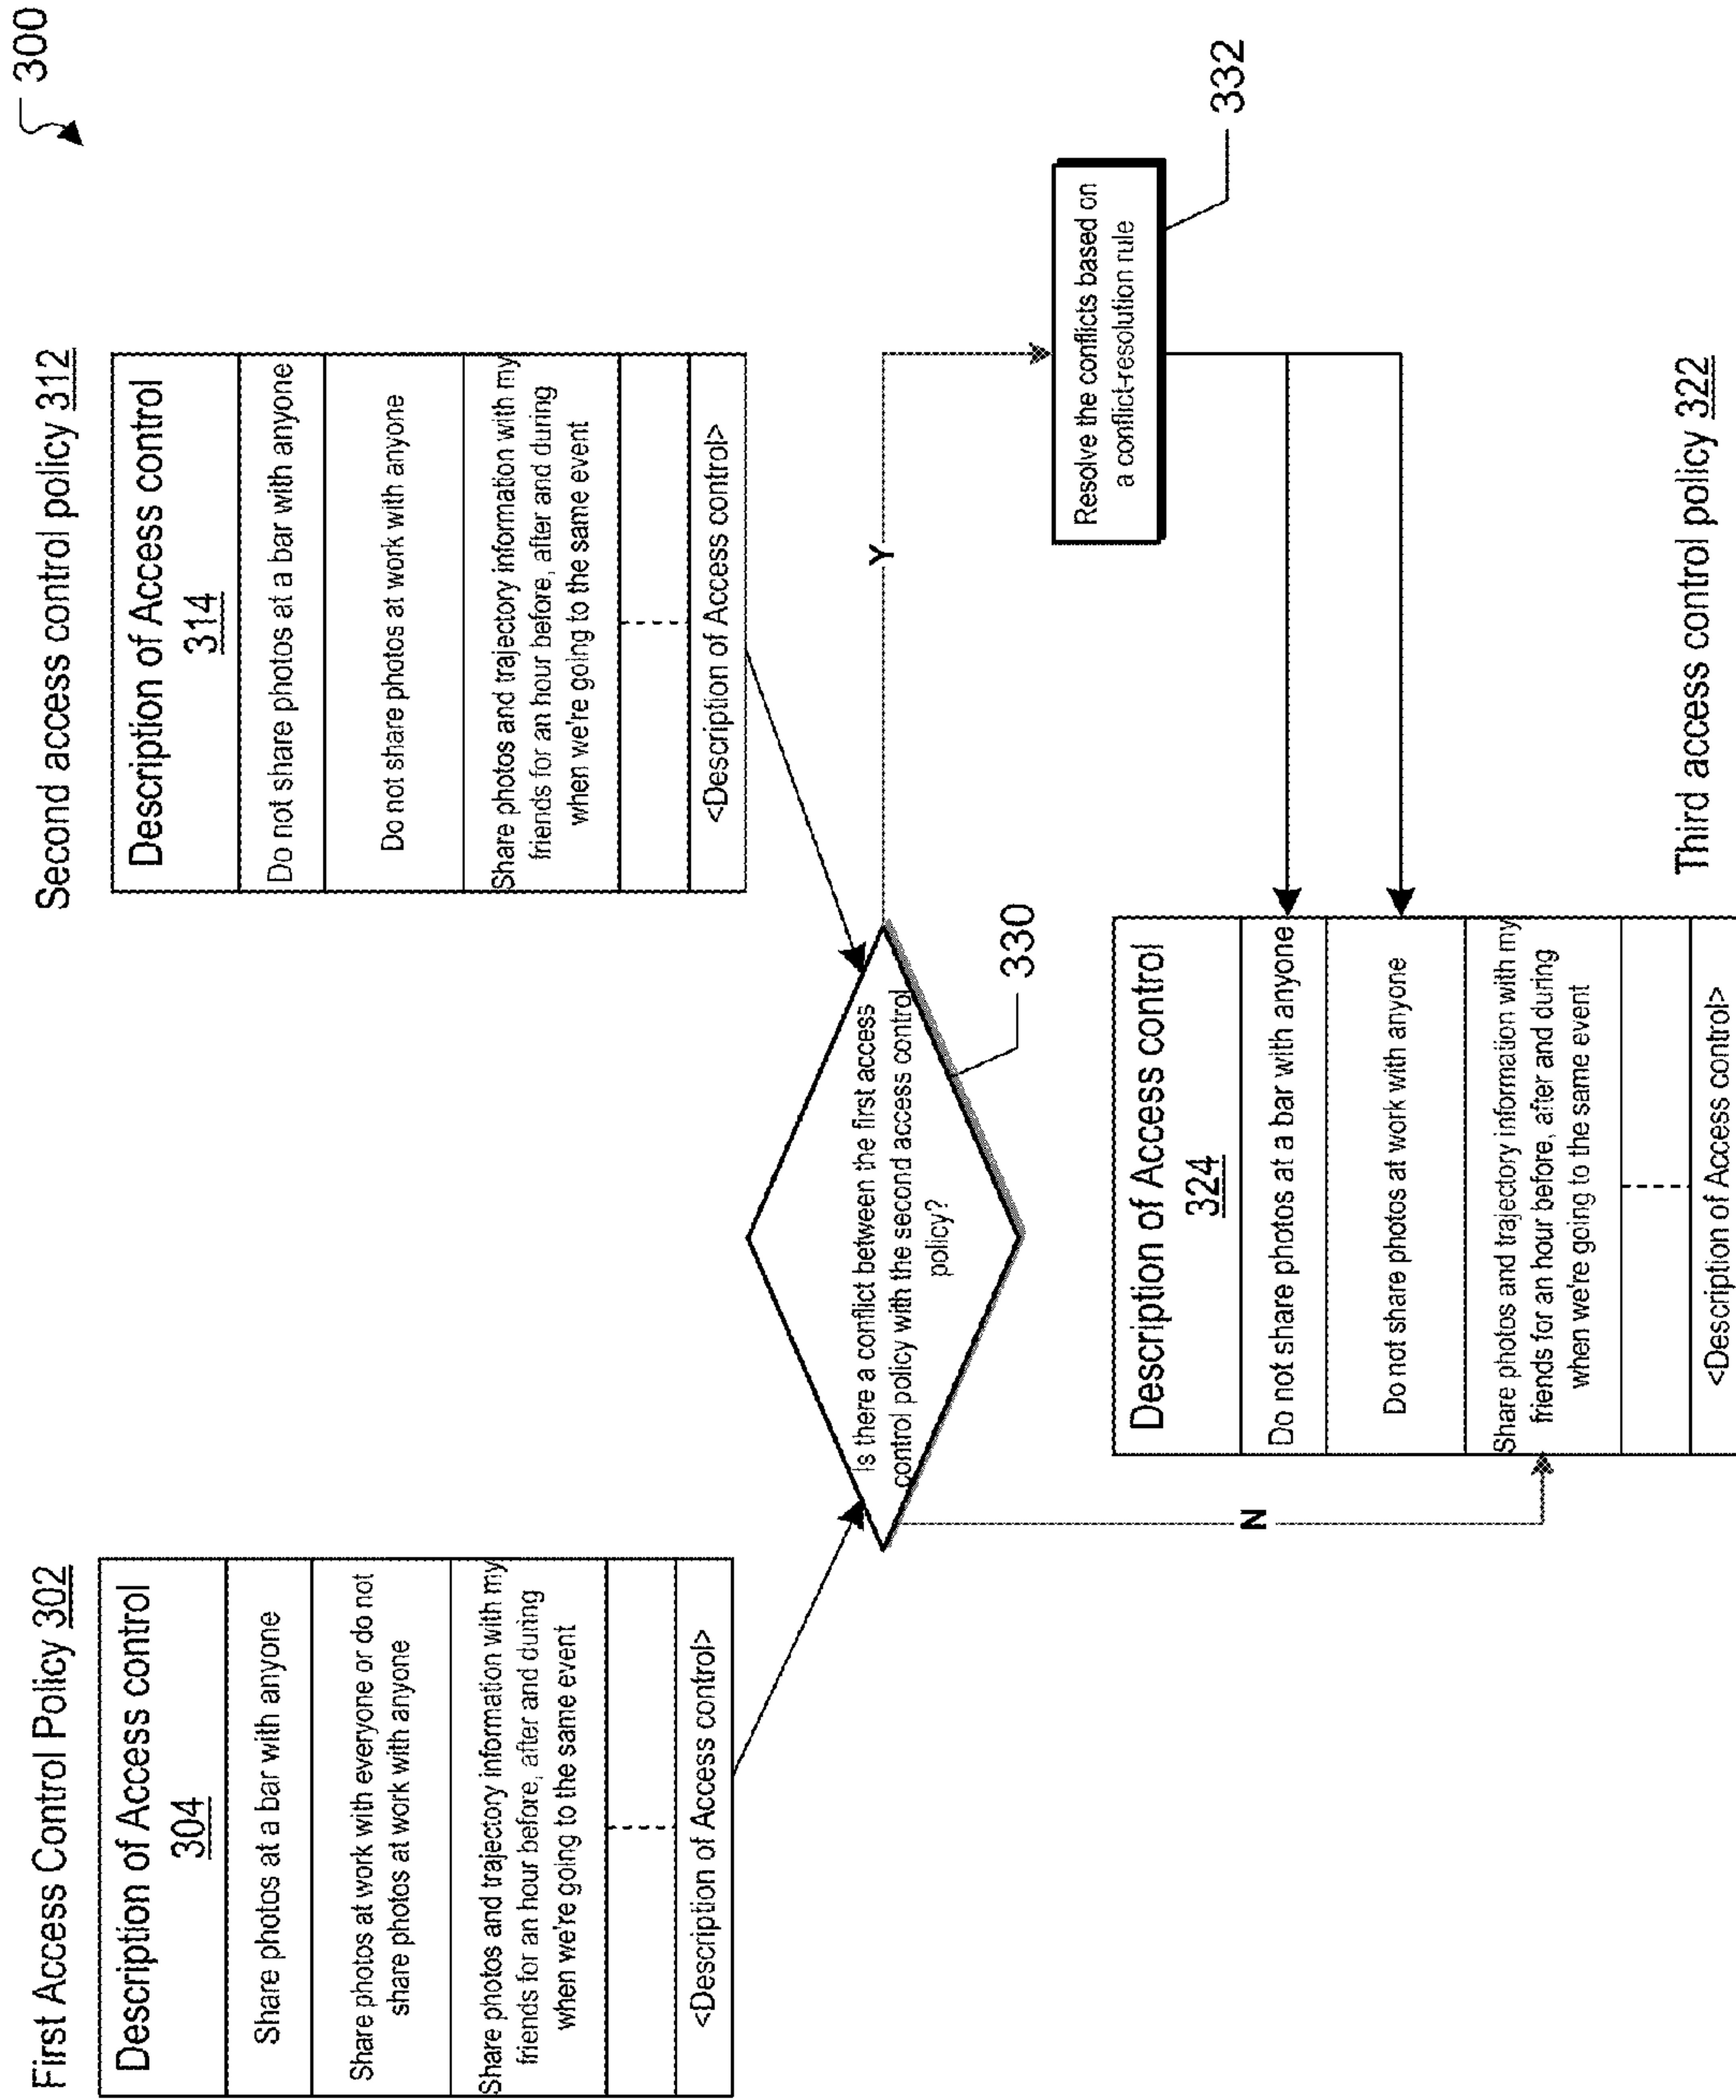 300
First Access Control Policy 302
Description of Access control
304
Share photos at a bar with anyone
Share photos at work with everyone or do not
share photos at work with anyone
Share photos and trajectory information with my
friends for an hour before, after and during
when we're going to the same event
<Description of Access control>
Second access control policy 312
Description of Access control
314
Do not share photos at a bar with anyone
Do not share photos at work with anyone
Share photos and trajectory information with my
friends for an hour before, after and during
when we're going to the same event
<Description of Access control>
Is there a conflict between the first access
control policy with the second access control
policy?
330
Y
N
Resolve the conflicts based on
a conflict-resolution rule
332
Third access control policy 322
Description of Access control
324
Do not share photos at a bar with anyone
Do not share photos at work with anyone
Share photos and trajectory information with my
friends for an hour before, after and during
when we're going to the same event
<Description of Access control>